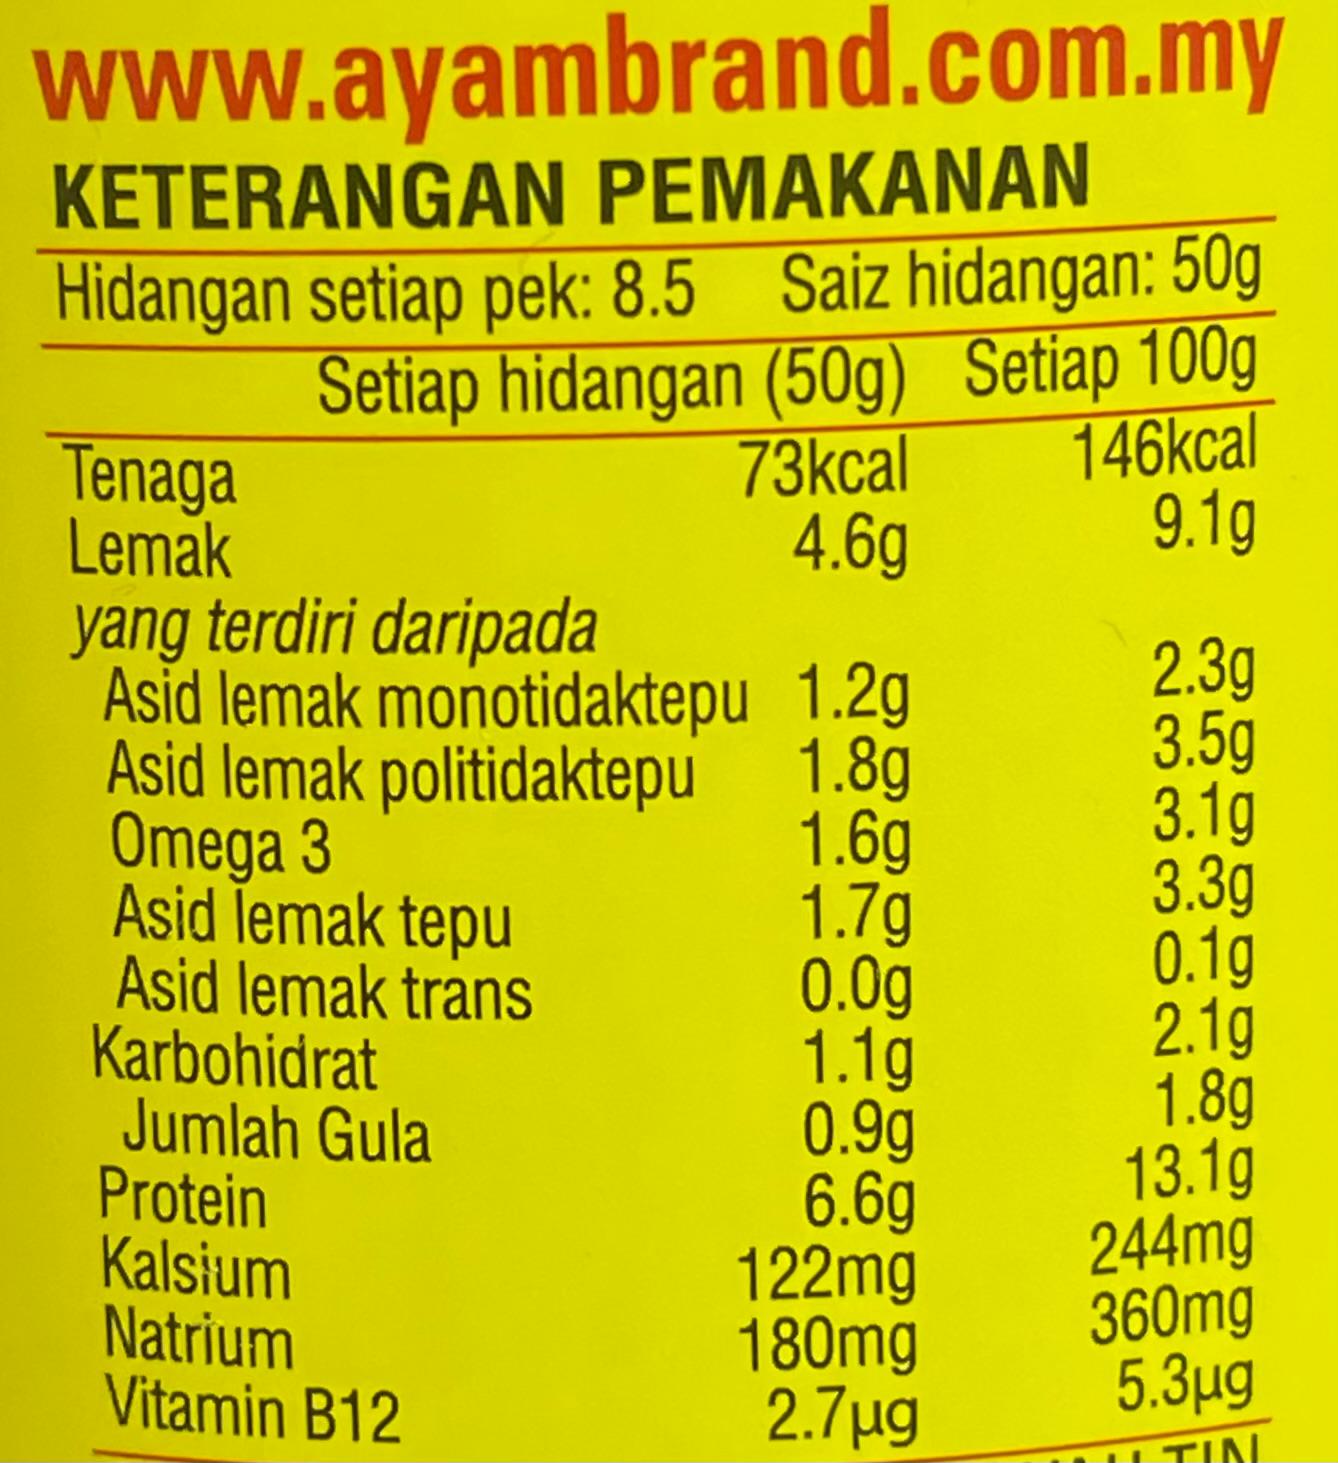 www.ayambrand.com.my
KETERANGAN PEMAKANAN
Hidangan setiap pek: 8.5 Saiz hidangan: 50g
Setiap hidangan (50g) Setiap 100g
Tenaga 73kcal 146kcal
Lemak 4.6g 9.1g
yang terdiri daripada
Asid lemak monotidaktepu 1.2g 2.3g
Asid lemak politidaktepu 1.8g 3.5g
Omega 3 1.6g 3.1g
Asid lemak tepu 1.7g 3.3g
Asid lemak trans 0.0g 0.1g
Karbohidrat 1.1g 2.1g
Jumlah Gula 0.9g 1.8g
Protein 6.6g 13.1g
Kalsium 122mg 244mg
Natrium 180mg 360mg
Vitamin B12 2.7µg 5.3µg
TIN